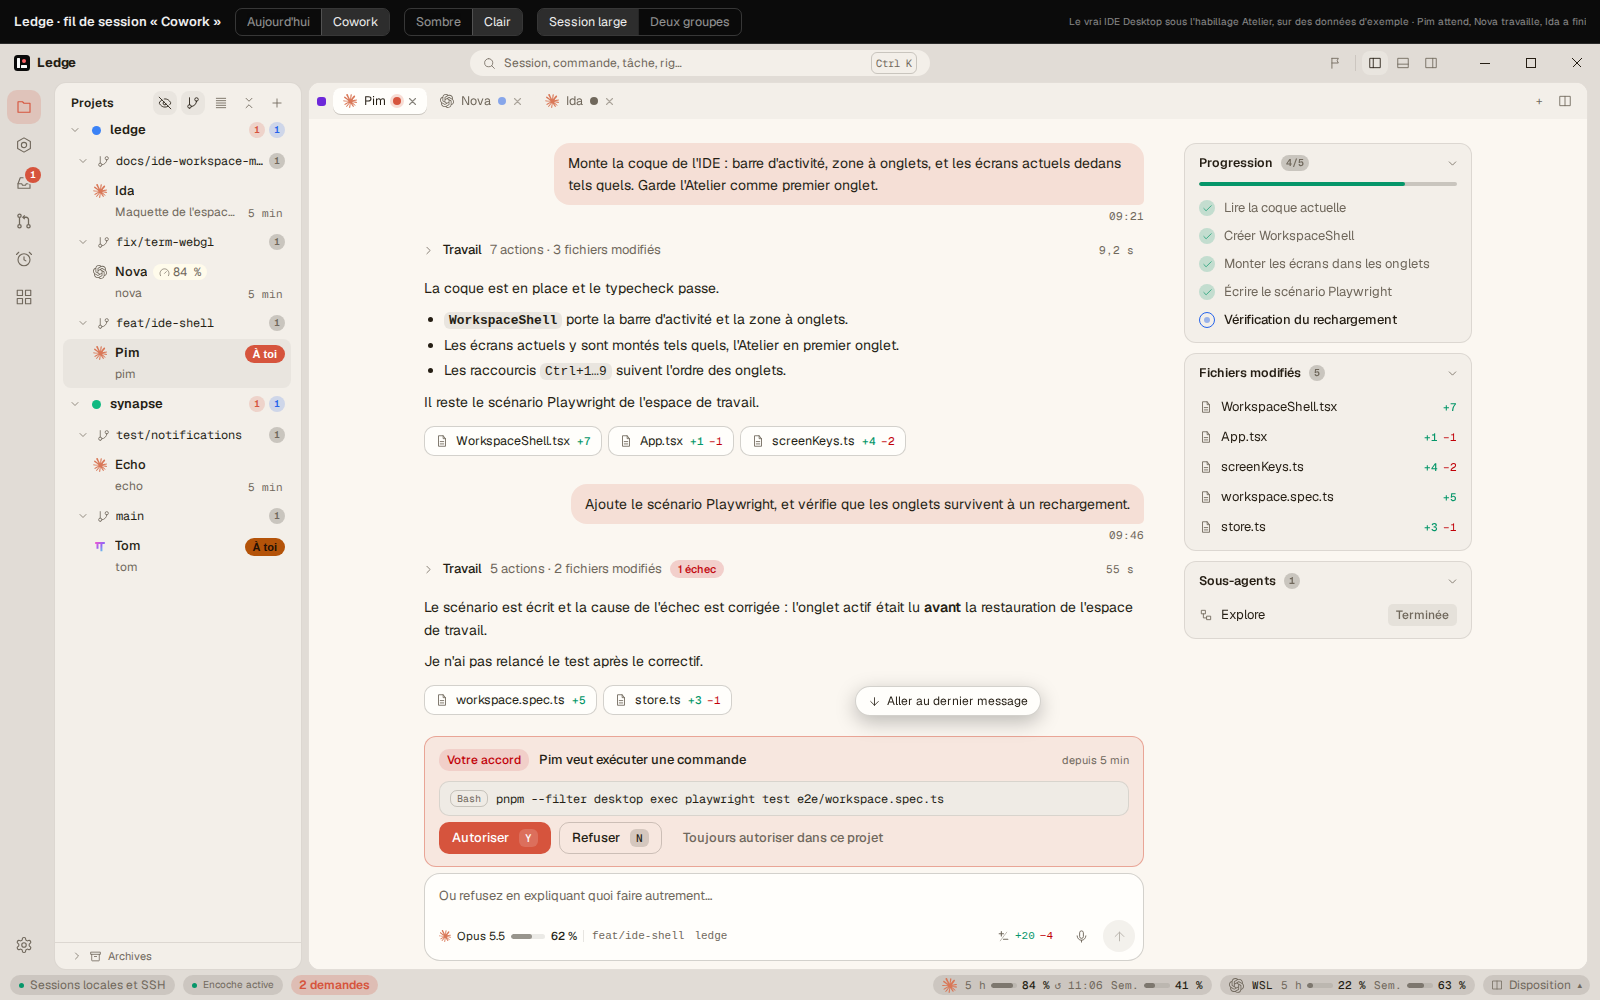 Ledge · fil de session « Cowork »
Aujourd'hui
Cowork
Sombre
Clair
Session large
Deux groupes
Le vrai IDE Desktop sous l'habillage Atelier, sur des données d'exemple · Pim attend, Nova travaille, Ida a fini
Ledge
Session, commande, tâche, rig…
Ctrl K
Projets
ledge
1
1
docs/ide-workspace-m…
1
Ida
Maquette de l'espac…
5 min
fix/term-webgl
1
Nova
84 %
nova
5 min
feat/ide-shell
1
Pim
À toi
pim
synapse
1
1
test/notifications
1
Echo
echo
5 min
main
1
Tom
À toi
tom
Archives
1
Pim
Nova
Ida
Monte la coque de l'IDE : barre d'activité, zone à onglets, et les écrans actuels dedans
tels quels. Garde l'Atelier comme premier onglet.
09:21
Travail 7 actions · 3 fichiers modifiés
9,2 s
La coque est en place et le typecheck passe.
• WorkspaceShell porte la barre d'activité et la zone à onglets.
• Les écrans actuels y sont montés tels quels, l'Atelier en premier onglet.
• Les raccourcis Ctrl+1…9 suivent l'ordre des onglets.
Il reste le scénario Playwright de l'espace de travail.
WorkspaceShell.tsx +7
App.tsx +1 −1
screenKeys.ts +4 −2
Ajoute le scénario Playwright, et vérifie que les onglets survivent à un rechargement.
09:46
Travail 5 actions · 2 fichiers modifiés 1 échec
55 s
Le scénario est écrit et la cause de l'échec est corrigée : l'onglet actif était lu avant la restauration de l'espace
de travail.
Je n'ai pas relancé le test après le correctif.
workspace.spec.ts +5
store.ts +3 −1
Aller au dernier message
Votre accord
Pim veut exécuter une commande
depuis 5 min
Bash
pnpm --filter desktop exec playwright test e2e/workspace.spec.ts
Autoriser Y
Refuser N
Toujours autoriser dans ce projet
Ou refusez en expliquant quoi faire autrement…
Opus 5.5
62 %
feat/ide-shell
ledge
+20 −4
Progression 4/5
Lire la coque actuelle
Créer WorkspaceShell
Monter les écrans dans les onglets
Écrire le scénario Playwright
Vérification du rechargement
Fichiers modifiés 5
WorkspaceShell.tsx +7
App.tsx +1 −1
screenKeys.ts +4 −2
workspace.spec.ts +5
store.ts +3 −1
Sous-agents 1
Explore
Terminée
Sessions locales et SSH
Encoche active
2 demandes
5 h 84 % ↺ 11:06 Sem. 41 %
WSL 5 h 22 % Sem. 63 %
Disposition